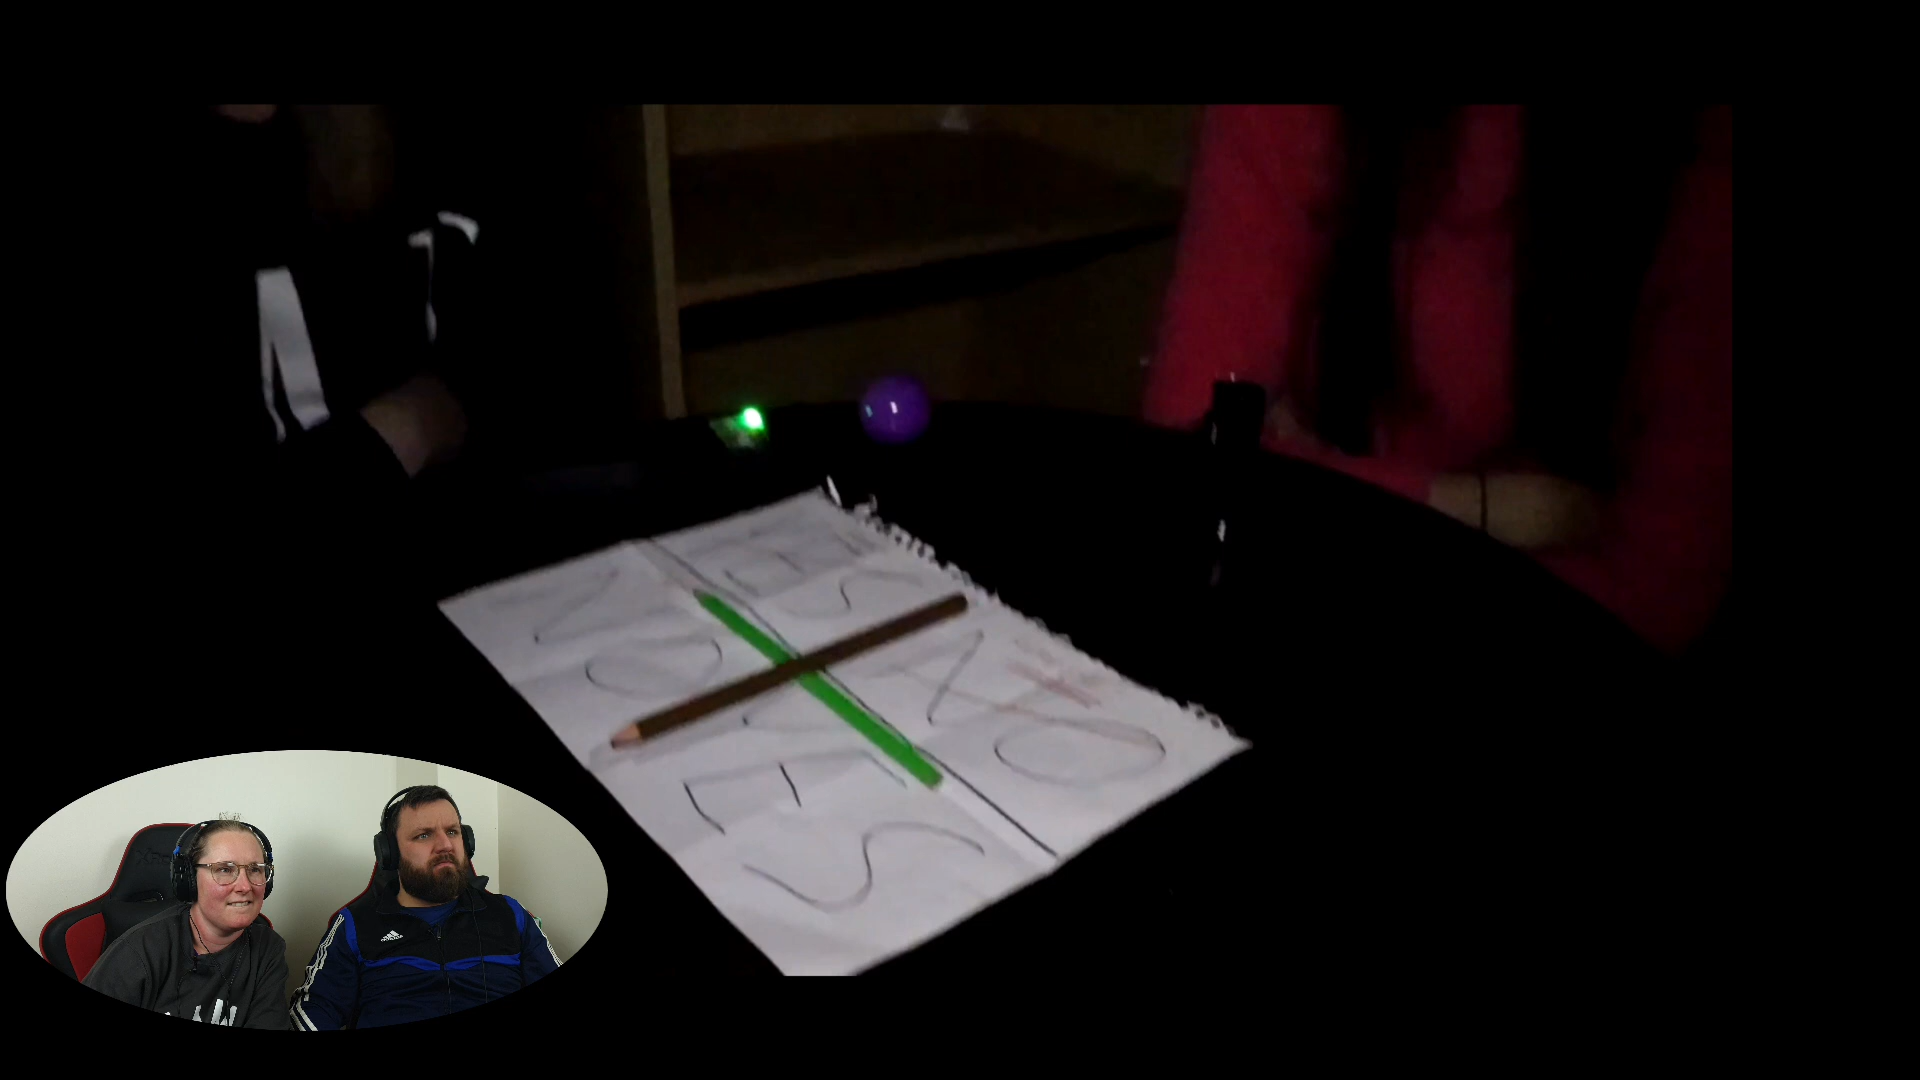 YES
NO
NO
YES
adidas